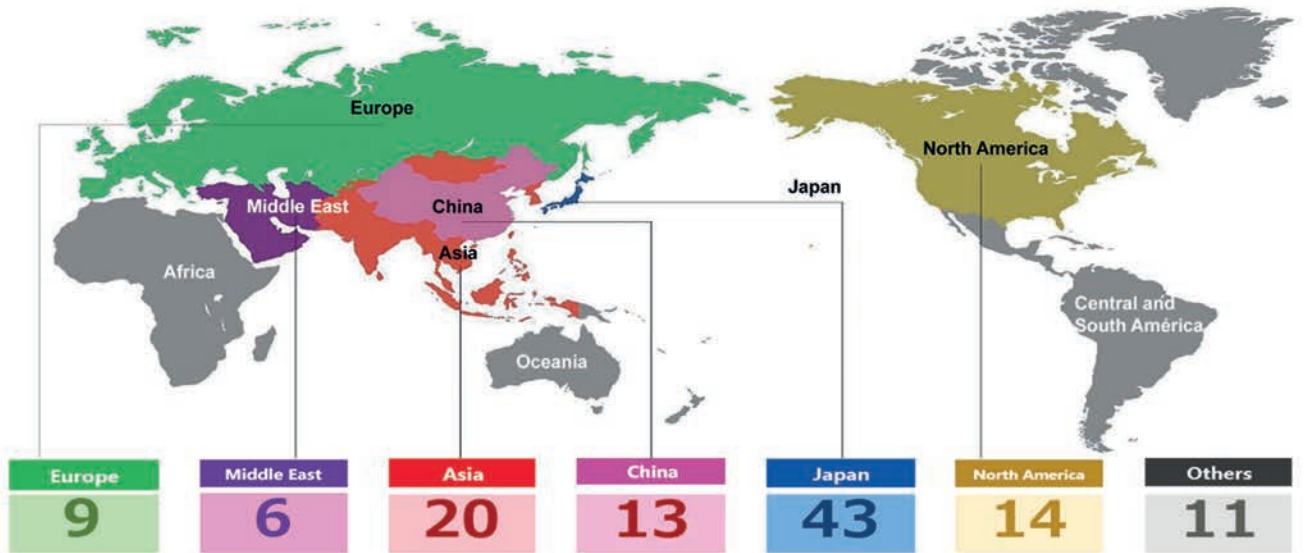 Europe
North America
Japan
Middle East
China
Asia
Africa
Central and
South América
Oceania
Europe
Middle East
Asia
China
Japan
North America
Others
9
6
20
13
43
14
11